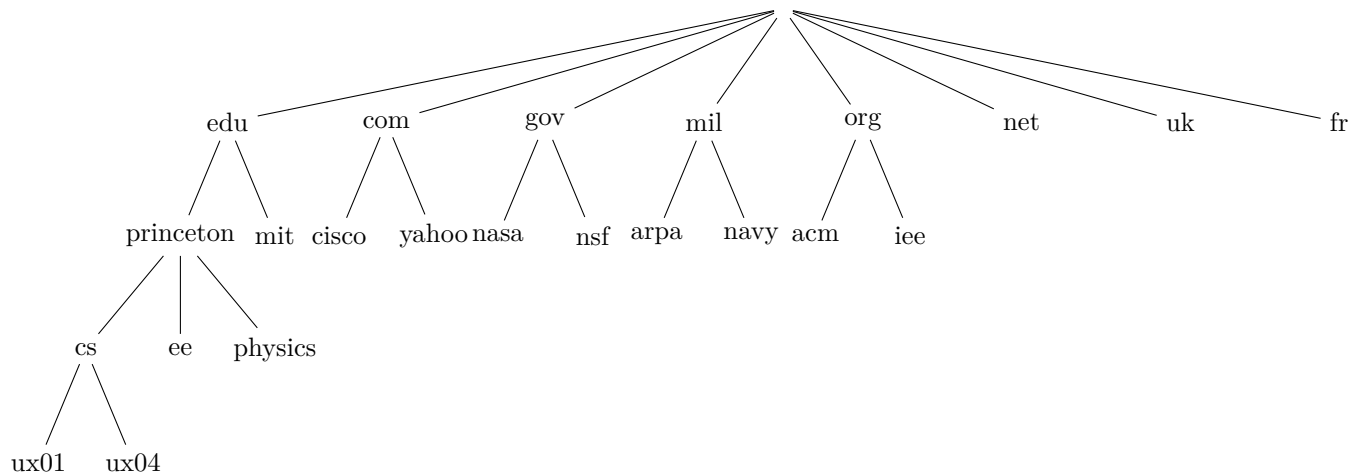 edu com gov mil org net uk fr
princeton mit cisco yahoo nasa nsf arpa navy acm iee
cs ee physics
ux01 ux04